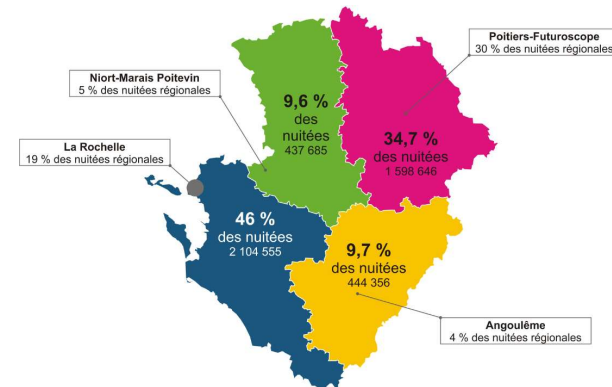 Poitiers-Futuroscope
30 % des nuitées régionales
Niort-Marais Poitevin
5 % des nuitées régionales
La Rochelle
19 % des nuitées régionales
9,6 %
des
nuitées
437 685
34,7 %
des nuitées
1 598 646
46 %
des nuitées
2 104 555
9,7 %
des nuitées
444 356
Angoulême
4 % des nuitées régionales